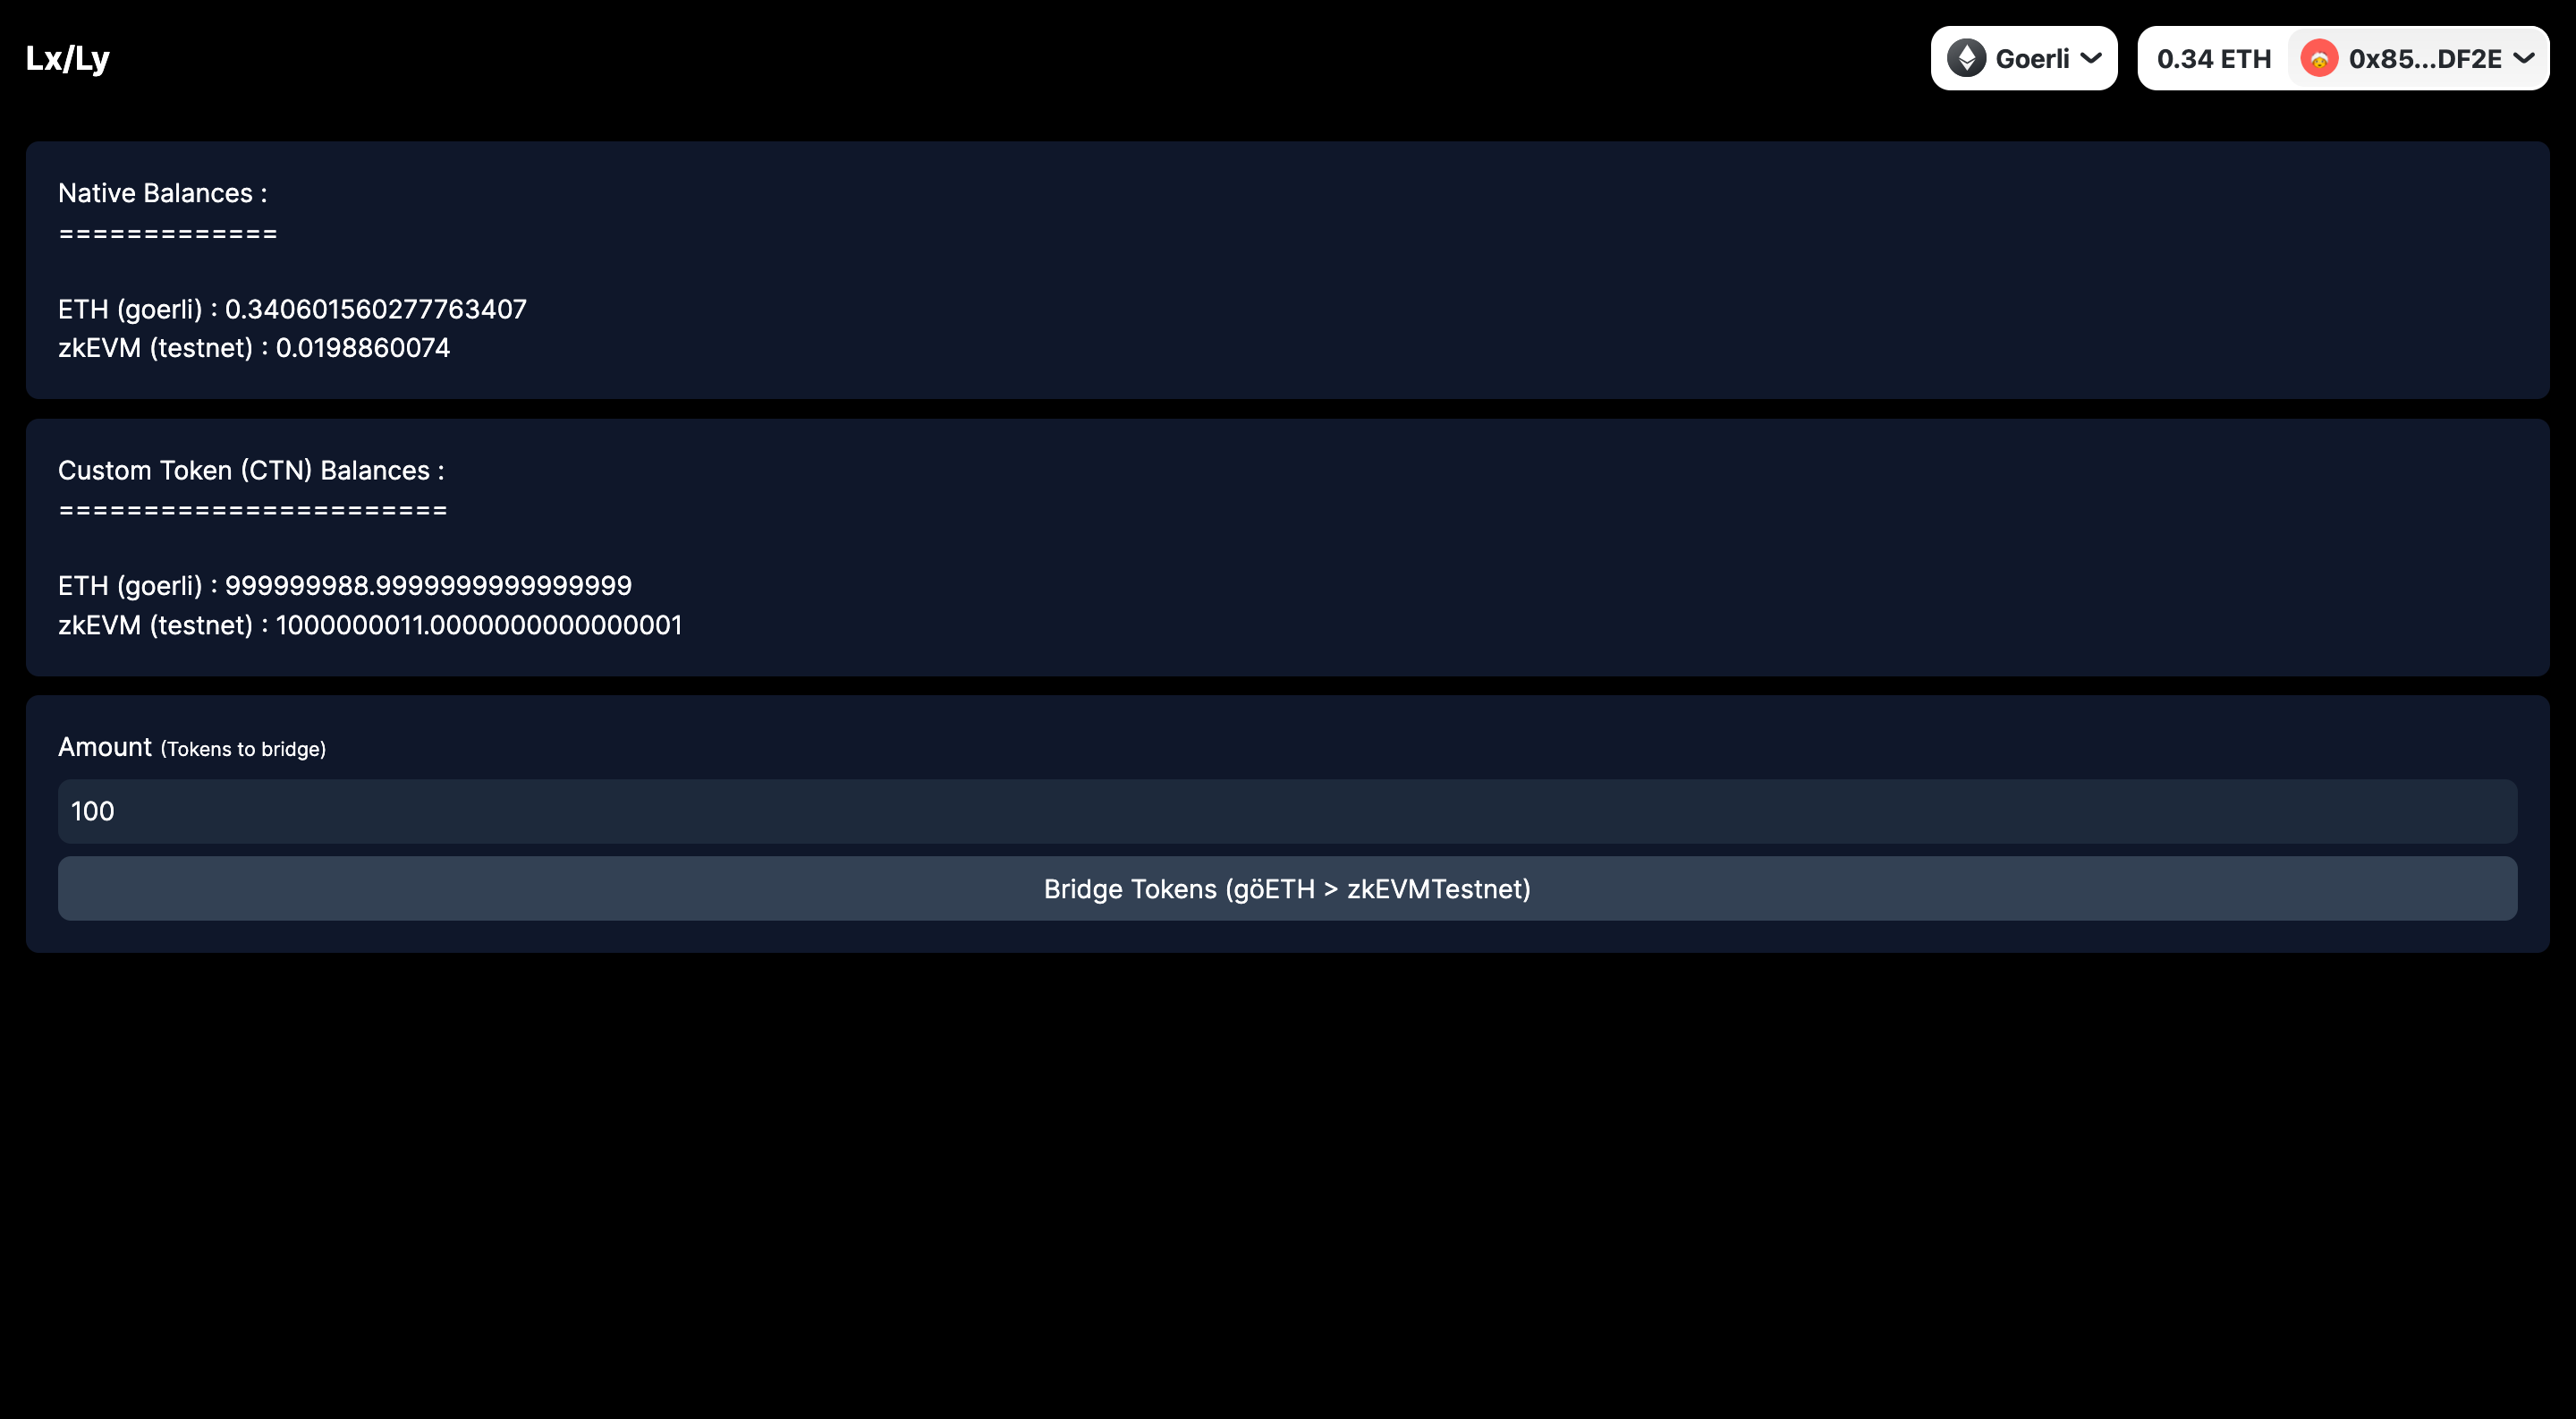 Lx/Ly
Goerli
0.34 ETH
0x85...DF2E
Native Balances :
=============
ETH (goerli) : 0.340601560277763407
zkEVM (testnet) : 0.0198860074
Custom Token (CTN) Balances :
=======================
ETH (goerli) : 999999988.9999999999999999
zkEVM (testnet) : 1000000011.0000000000000001
Amount (Tokens to bridge)
100
Bridge Tokens (göETH > zkEVMTestnet)